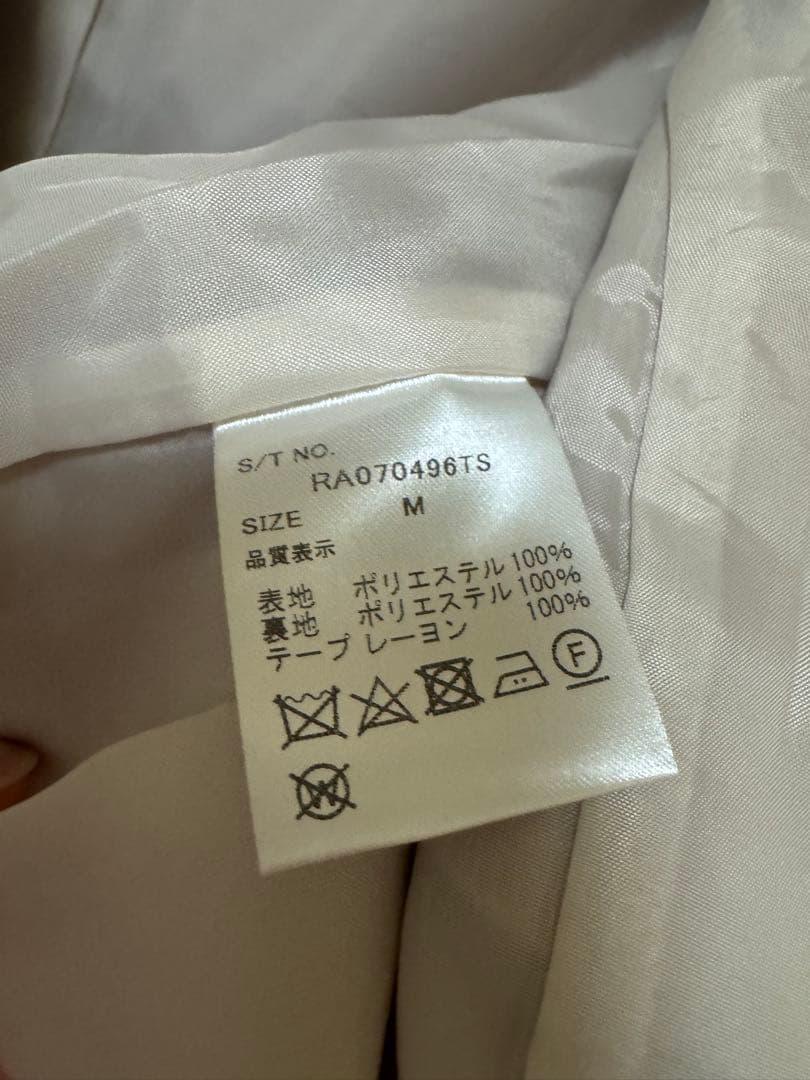 S/T NO.
RA070496TS
SIZE M
品質表示
表地 ポリエステル 100%
裏地 ポリエステル 100%
テープ レーヨン 100%
F
W